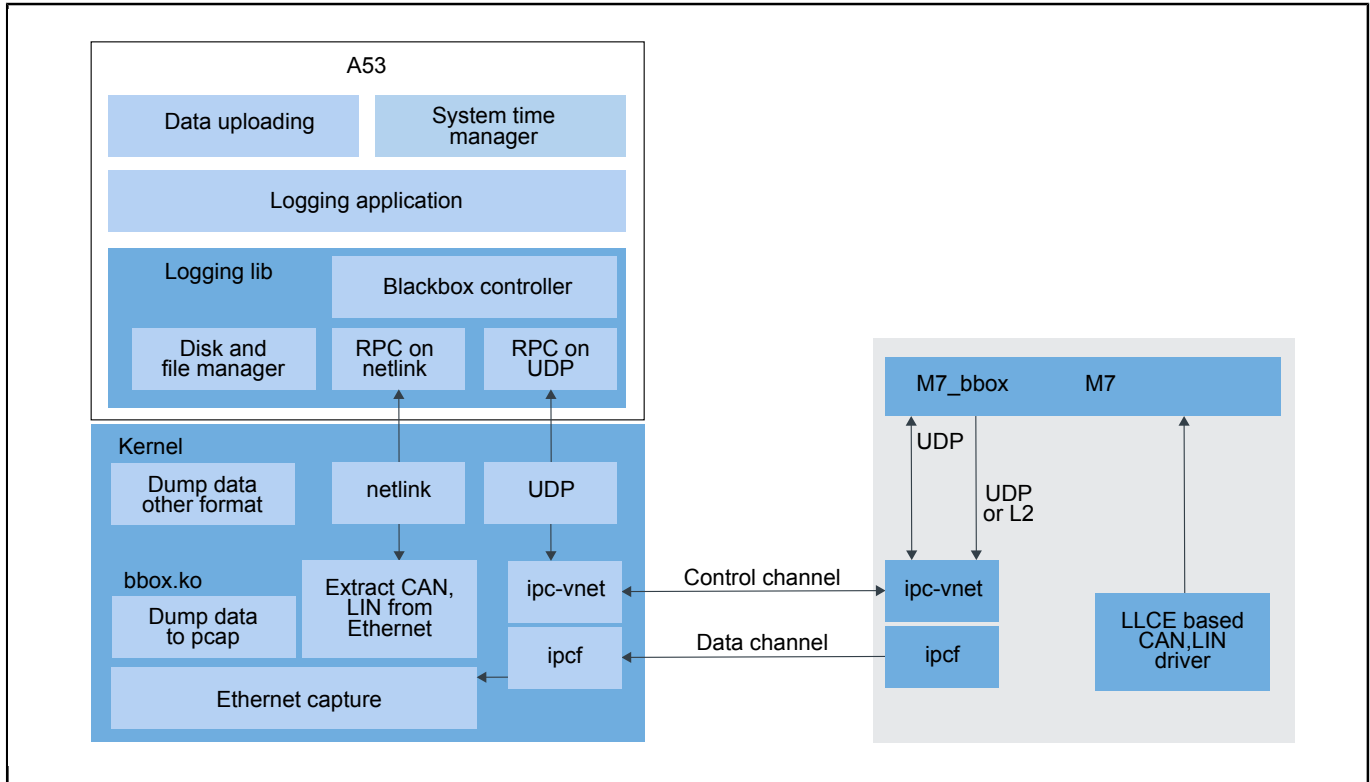 A53
Data uploading
System time
manager
Logging application
Logging lib
Blackbox controller
Disk and
file manager
RPC on
netlink
RPC on
UDP
Kernel
Dump data
other format
netlink
UDP
bbox.ko
Dump data
to pcap
Extract CAN,
LIN from
Ethernet
ipc-vnet
ipcf
Ethernet capture
Control channel
Data channel
M7_bbox
M7
UDP
UDP
or L2
ipc-vnet
ipcf
LLCE based
CAN,LIN
driver